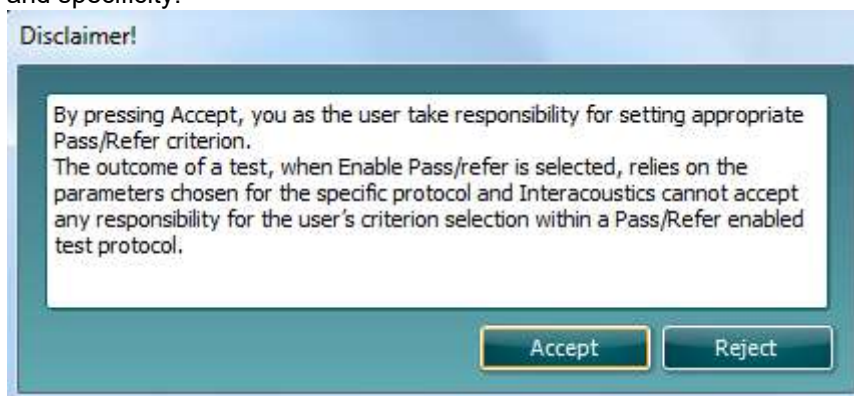 and specificity.
Disclaimer!
By pressing Accept, you as the user take responsibility for setting appropriate
Pass/Refer criterion.
The outcome of a test, when Enable Pass/refer is selected, relies on the
parameters chosen for the specific protocol and Interacoustics cannot accept
any responsibility for the user's criterion selection within a Pass/Refer enabled
test protocol.
Accept
Reject